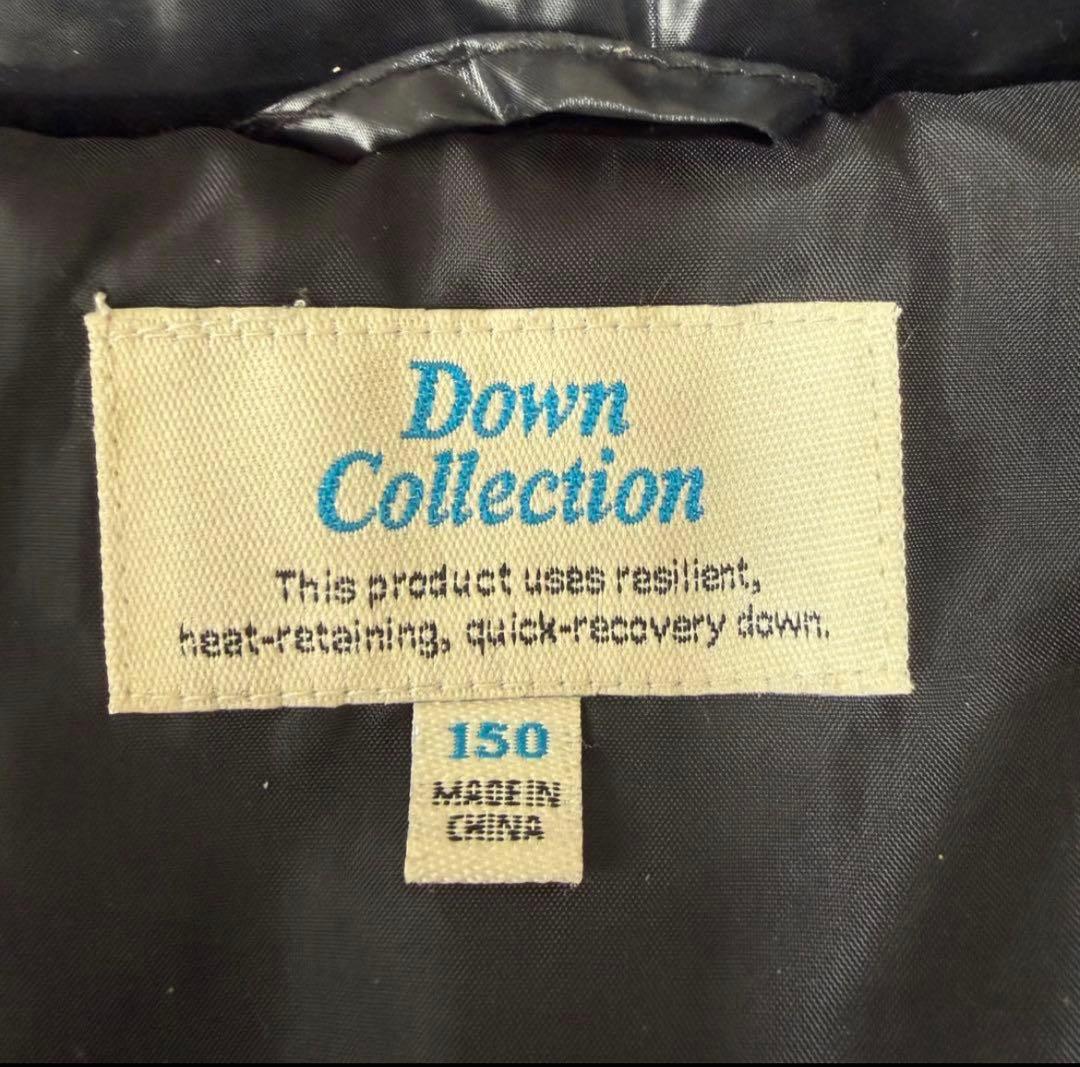 Down
Collection
This product uses resilient,
heat-retaining, quick-recovery down.
150
MADE IN
CHINA